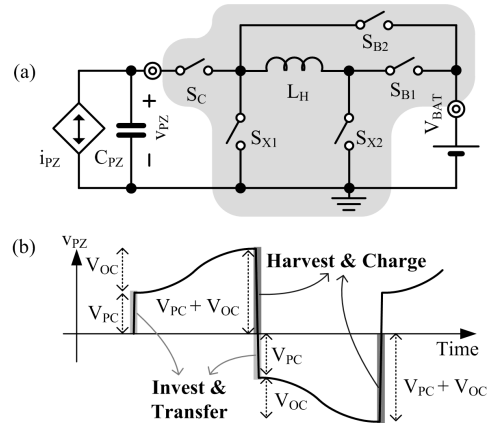 (a)
S_B2
S_C
L_H
S_B1
i_PZ
C_PZ
+
v_PZ
−
S_X1
S_X2
V_BAT
(b)
v_PZ
V_OC
V_PC
V_PC + V_OC
Harvest & Charge
V_PC
Time
Invest &
Transfer
V_OC
V_PC + V_OC